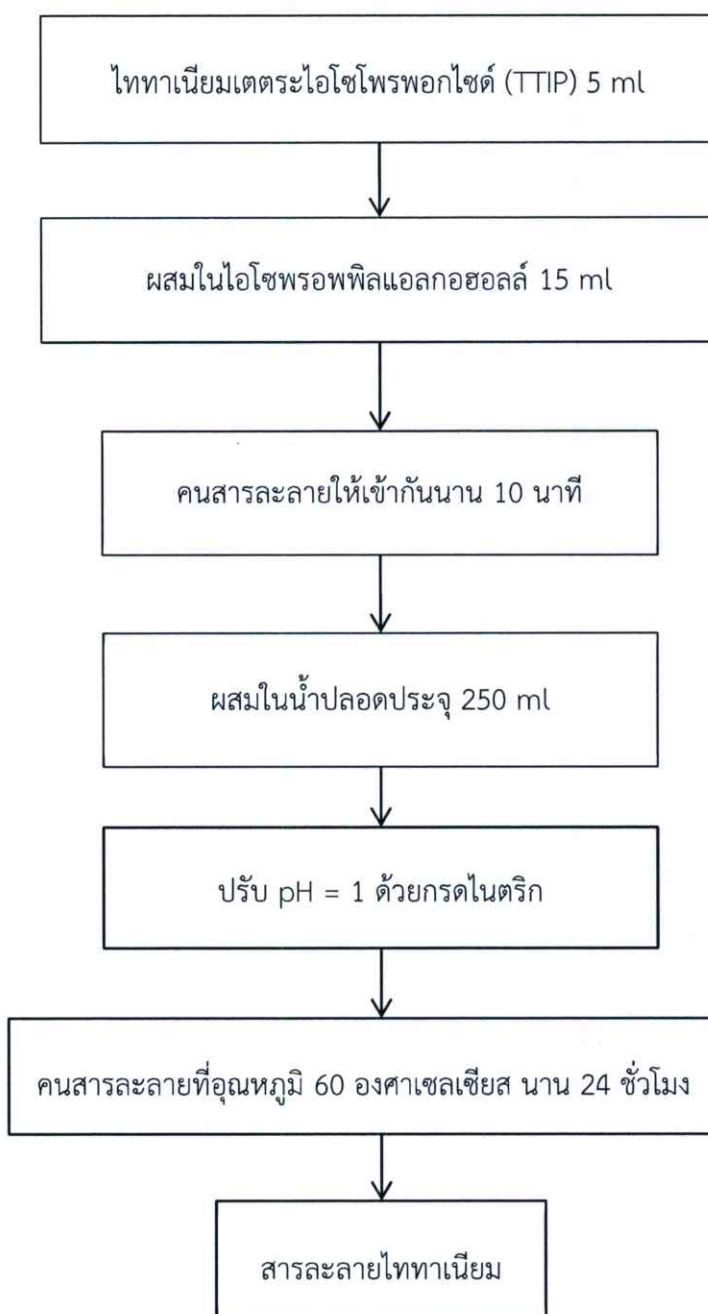 ไททาเนียมเตตระไอโซโพรพอกไซด์ (TTIP) 5 ml
ผสมในไอโซพรอพพิลแอลกอฮอลล์ 15 ml
คนสารละลายให้เข้ากันนาน 10 นาที
ผสมในน้ำปลอดประจุ 250 ml
ปรับ pH = 1 ด้วยกรดไนตริก
คนสารละลายที่อุณหภูมิ 60 องศาเซลเซียส นาน 24 ชั่วโมง
สารละลายไททาเนียม